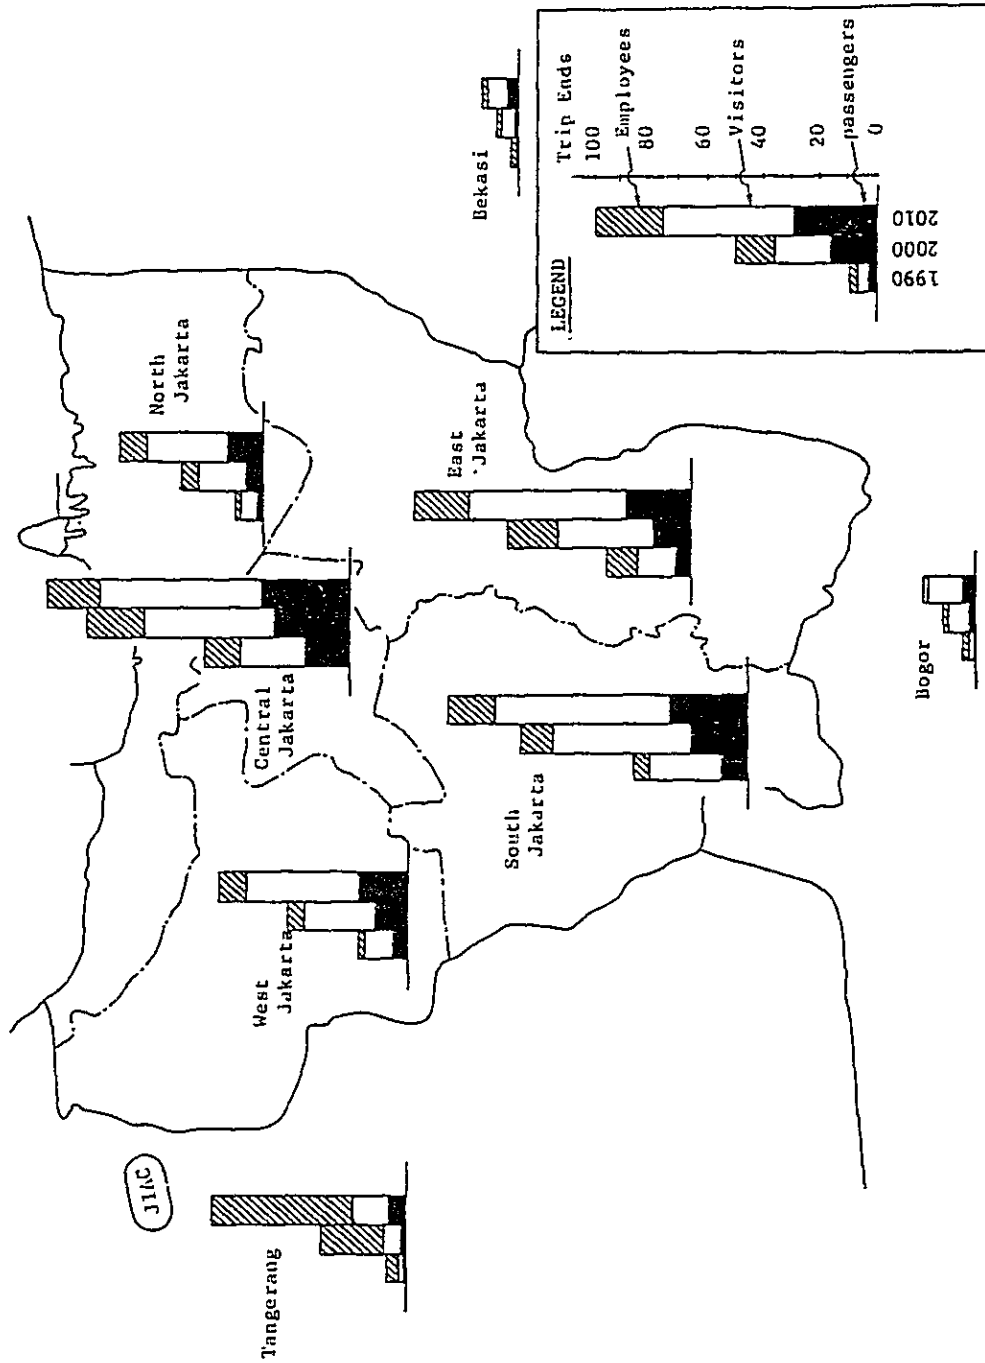 JIAC
Tangerang
West
Jakarta
Central
Jakarta
North
Jakarta
South
Jakarta
East
Jakarta
Bekasi
Bogor
LEGEND
Trip Ends
100
80
60
40
20
0
Employees
Visitors
passengers
1990
2000
2010